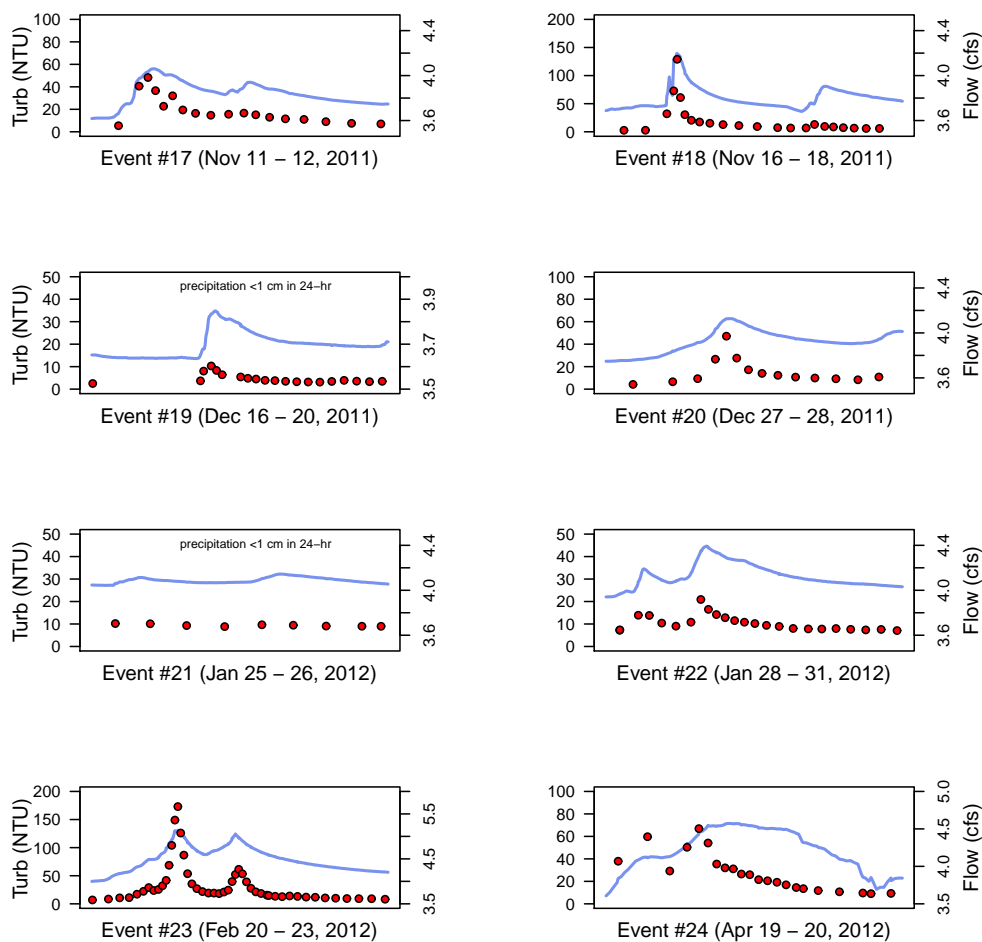 Turb (NTU)
0 20 40 60 80 100
3.6 4.0 4.4
Event #17 (Nov 11 − 12, 2011)
0 50 100 150 200
3.6 4.0 4.4
Flow (cfs)
Event #18 (Nov 16 − 18, 2011)
Turb (NTU)
0 10 20 30 40 50
precipitation <1 cm in 24−hr
3.5 3.7 3.9
Event #19 (Dec 16 − 20, 2011)
0 20 40 60 80 100
3.6 4.0 4.4
Flow (cfs)
Event #20 (Dec 27 − 28, 2011)
Turb (NTU)
0 10 20 30 40 50
precipitation <1 cm in 24−hr
3.6 4.0 4.4
Event #21 (Jan 25 − 26, 2012)
0 10 20 30 40 50
3.6 4.0 4.4
Flow (cfs)
Event #22 (Jan 28 − 31, 2012)
Turb (NTU)
0 50 100 150 200
3.5 4.5 5.5
Event #23 (Feb 20 − 23, 2012)
0 20 40 60 80 100
3.5 4.0 4.5 5.0
Flow (cfs)
Event #24 (Apr 19 − 20, 2012)